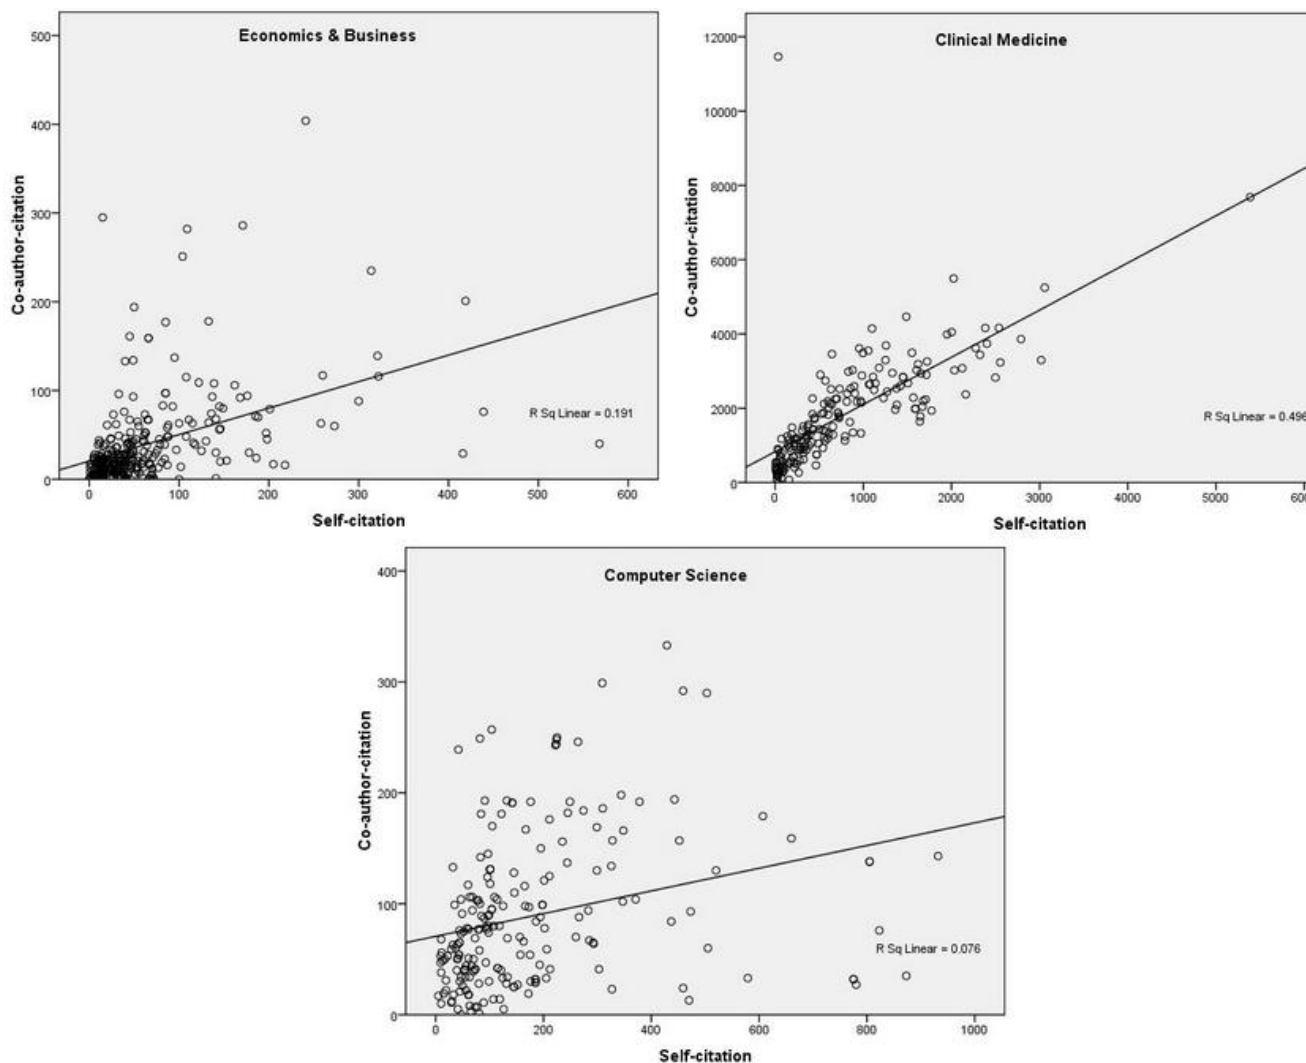 Economics & Business
500
400
300
200
100
0
Co-author-citation
R Sq Linear = 0.191
0 100 200 300 400 500 600
Self-citation
Clinical Medicine
12000
10000
8000
6000
4000
2000
0
Co-author-citation
R Sq Linear = 0.496
0 1000 2000 3000 4000 5000
Self-citation
Computer Science
400
300
200
100
0
Co-author-citation
R Sq Linear = 0.076
0 200 400 600 800 1000
Self-citation